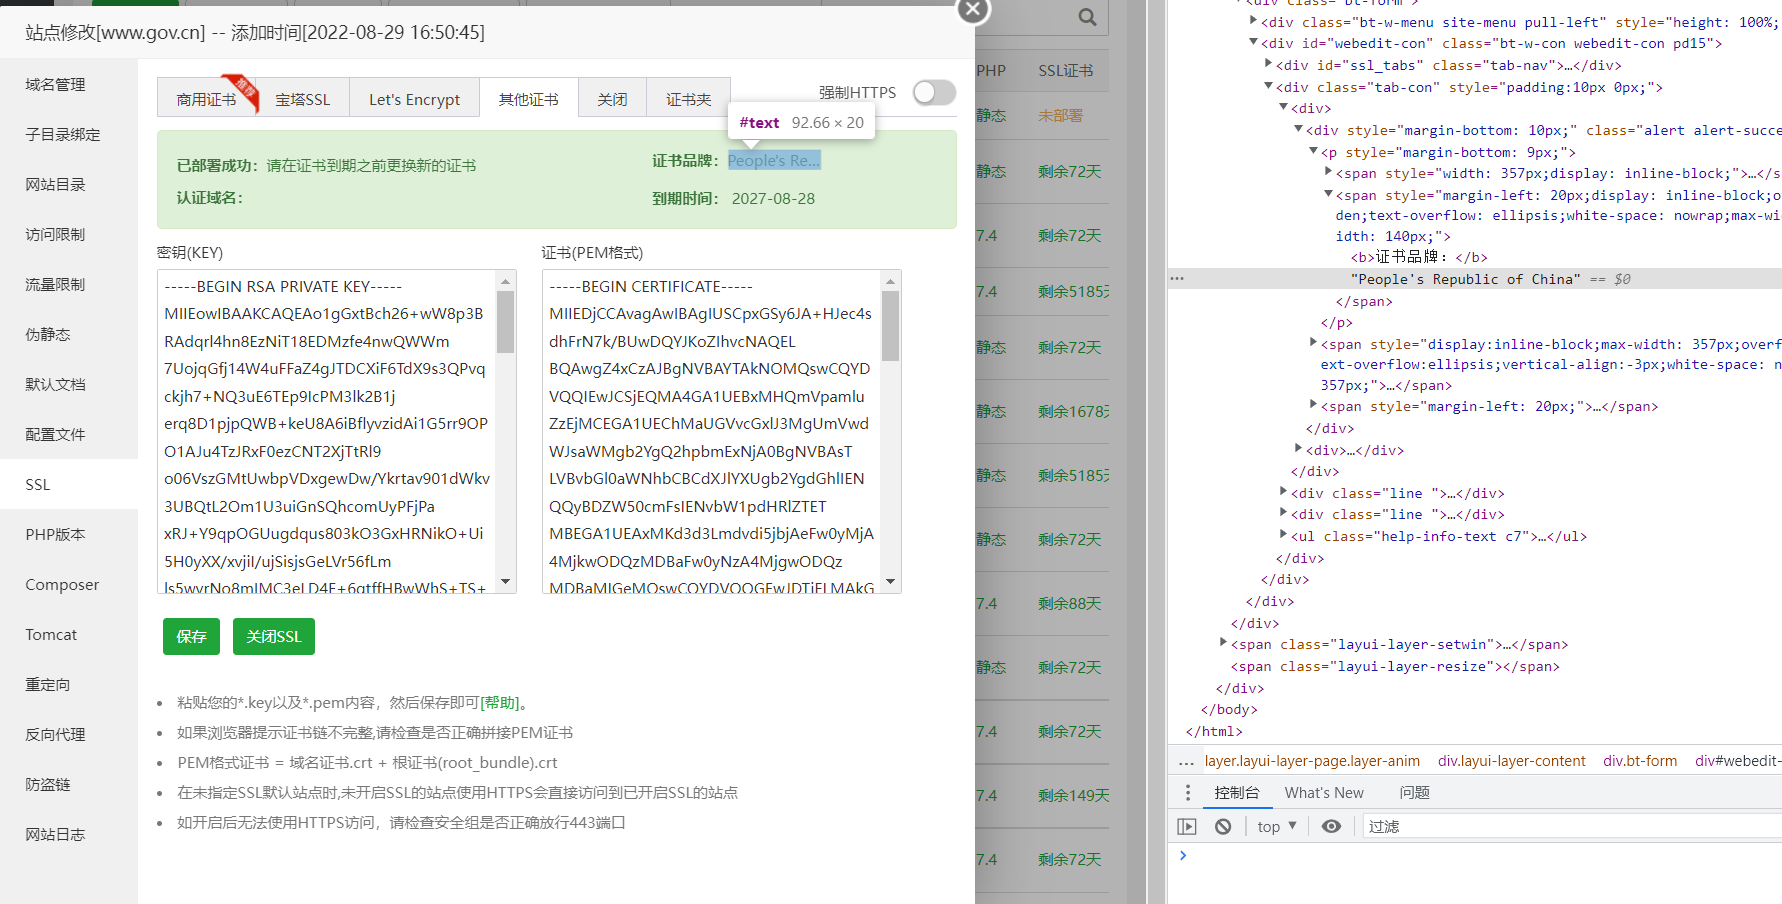 站点修改[www.gov.cn] -- 添加时间[2022-08-29 16:50:45]
域名管理
子目录绑定
网站目录
访问限制
流量限制
伪静态
默认文档
配置文件
SSL
PHP版本
Composer
Tomcat
重定向
反向代理
防盗链
网站日志
商用证书
推荐
宝塔SSL
Let's Encrypt
其他证书
关闭
证书夹
强制HTTPS
#text 92.66 × 20
已部署成功：请在证书到期之前更换新的证书
证书品牌：People's Re...
认证域名：
到期时间： 2027-08-28
密钥(KEY)
-----BEGIN RSA PRIVATE KEY-----
MIIEowIBAAKCAQEAo1gGxtBch26+wW8p3B
RAdqrl4hn8EzNiT18EDMzfe4nwQWWm
7UojqGfj14W4uFFaZ4gJTDCXiF6TdX9s3QPvq
ckjh7+NQ3uE6TEp9IcPM3lk2B1j
erq8D1pjpQWB+keU8A6iBflyvzidAi1G5rr9OP
O1AJu4TzJRxF0ezCNT2XjTtRl9
o06VszGMtUwbpVDxgewDw/Ykrtav901dWkv
3UBQtL2Om1U3uiGnSQhcomUyPFjPa
xRJ+Y9qpOGUugdqus803kO3GxHRNikO+Ui
5H0yXX/xvjil/ujSisjsGeLVr56fLm
ls5wvrNo8mIMC3eLD4F+6gtffHBwWhS+TS+
证书(PEM格式)
-----BEGIN CERTIFICATE-----
MIIEDjCCAvagAwIBAgIUSCpxGSy6JA+HJec4s
dhFrN7k/BUwDQYJKoZIhvcNAQEL
BQAwgZ4xCzAJBgNVBAYTAkNOMQswCQYD
VQQIEwJCSjEQMA4GA1UEBxMHQmVpamlu
ZzEjMCEGA1UEChMaUGVvcGxlJ3MgUmVwd
WJsaWMgb2YgQ2hpbmExNjA0BgNVBAsT
LVBvbGl0aWNhbCBCdXJlYXUgb2YgdGhlIEN
QQyBDZW50cmFsIENvbW1pdHRlZTET
MBEGA1UEAxMKd3d3Lmdvdi5jbjAeFw0yMjA
4MjkwODQzMDBaFw0yNzA4MjgwODQz
MDBaMIGeMQswCQYDVQQGEwJDTjELMAkG
保存
关闭SSL
粘贴您的*.key以及*.pem内容，然后保存即可[帮助]。
如果浏览器提示证书链不完整,请检查是否正确拼接PEM证书
PEM格式证书 = 域名证书.crt + 根证书(root_bundle).crt
在未指定SSL默认站点时,未开启SSL的站点使用HTTPS会直接访问到已开启SSL的站点
如开启后无法使用HTTPS访问，请检查安全组是否正确放行443端口
PHP SSL证书
静态 未部署
静态 剩余72天
7.4 剩余72天
7.4 剩余5185天
静态 剩余72天
静态 剩余1678天
静态 剩余5185天
静态 剩余72天
7.4 剩余88天
静态 剩余72天
7.4 剩余72天
7.4 剩余149天
7.4 剩余72天
<div class="bt-form">
<div class="bt-w-menu site-menu pull-left" style="height: 100%;
<div id="webedit-con" class="bt-w-con webedit-con pd15">
<div id="ssl_tabs" class="tab-nav">…</div>
<div class="tab-con" style="padding:10px 0px;">
<div>
<div style="margin-bottom: 10px;" class="alert alert-succe
<p style="margin-bottom: 9px;">
<span style="width: 357px;display: inline-block;">…</s
<span style="margin-left: 20px;display: inline-block;o
den;text-overflow: ellipsis;white-space: nowrap;max-wi
idth: 140px;">
<b>证书品牌：</b>
"People's Republic of China" == $0
</span>
</p>
<span style="display:inline-block;max-width: 357px;overf
ext-overflow:ellipsis;vertical-align:-3px;white-space: n
357px;">…</span>
<span style="margin-left: 20px;">…</span>
</div>
<div>…</div>
</div>
<div class="line ">…</div>
<div class="line ">…</div>
<ul class="help-info-text c7">…</ul>
</div>
</div>
</div>
</div>
<span class="layui-layer-setwin">…</span>
<span class="layui-layer-resize"></span>
</div>
</body>
</html>
... layer.layui-layer-page.layer-anim div.layui-layer-content div.bt-form div#webedit-
控制台 What's New 问题
top ▼ 过滤